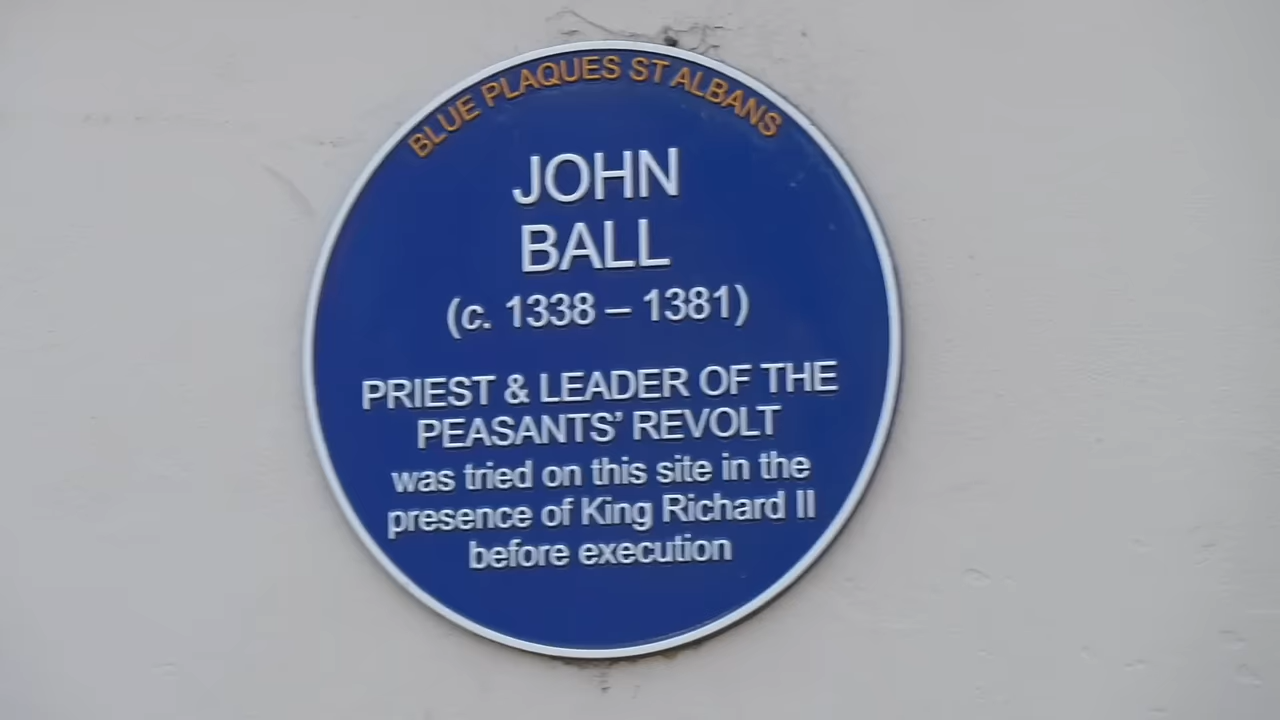 BLUE PLAQUES ST ALBANS
JOHN
BALL
(c. 1338 – 1381)
PRIEST & LEADER OF THE
PEASANTS’ REVOLT
was tried on this site in the
presence of King Richard II
before execution